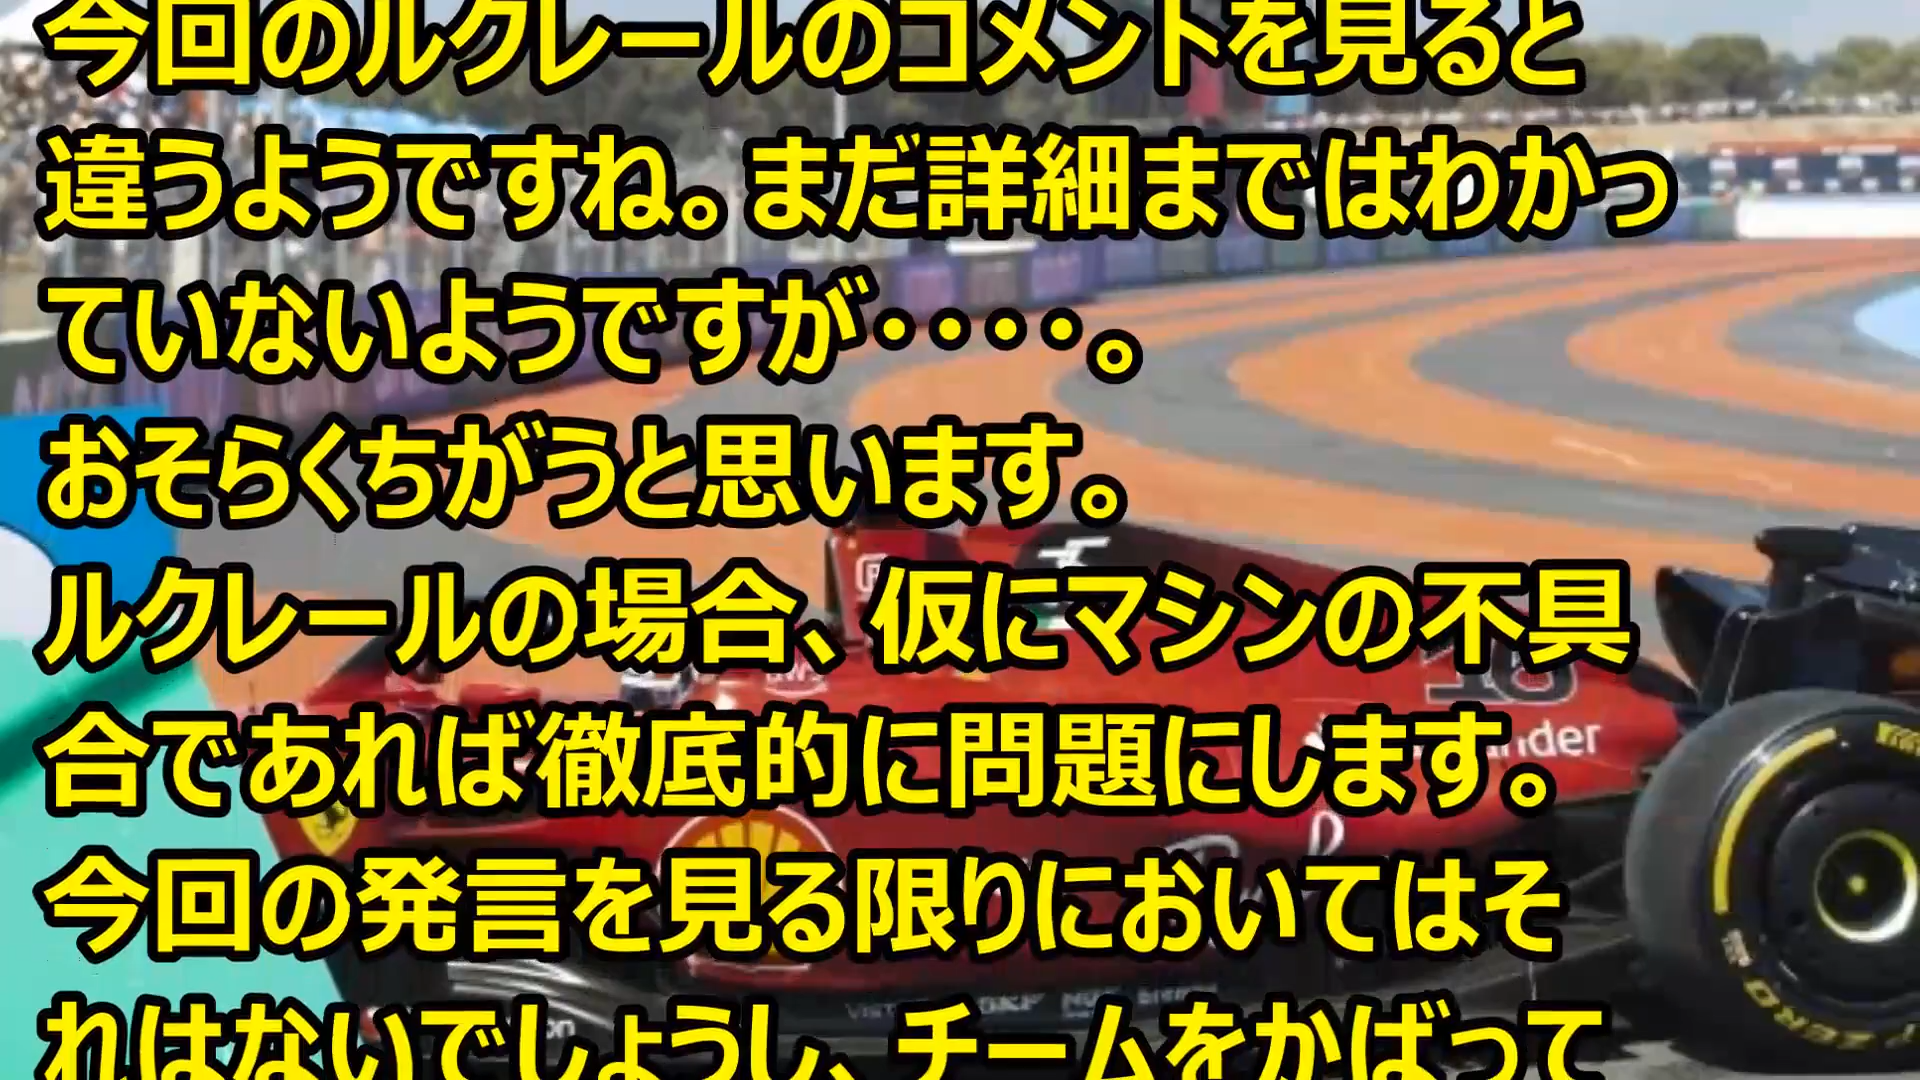 今回のルクレールのコメントを見ると
違うようですね。まだ詳細まではわかっ
ていないようですが・・・・。
おそらくちがうと思います。
ルクレールの場合、仮にマシンの不具
合であれば徹底的に問題にします。
今回の発言を見る限りにおいてはそ
れはないでしょうし、チームをかばって
16
P ZERO